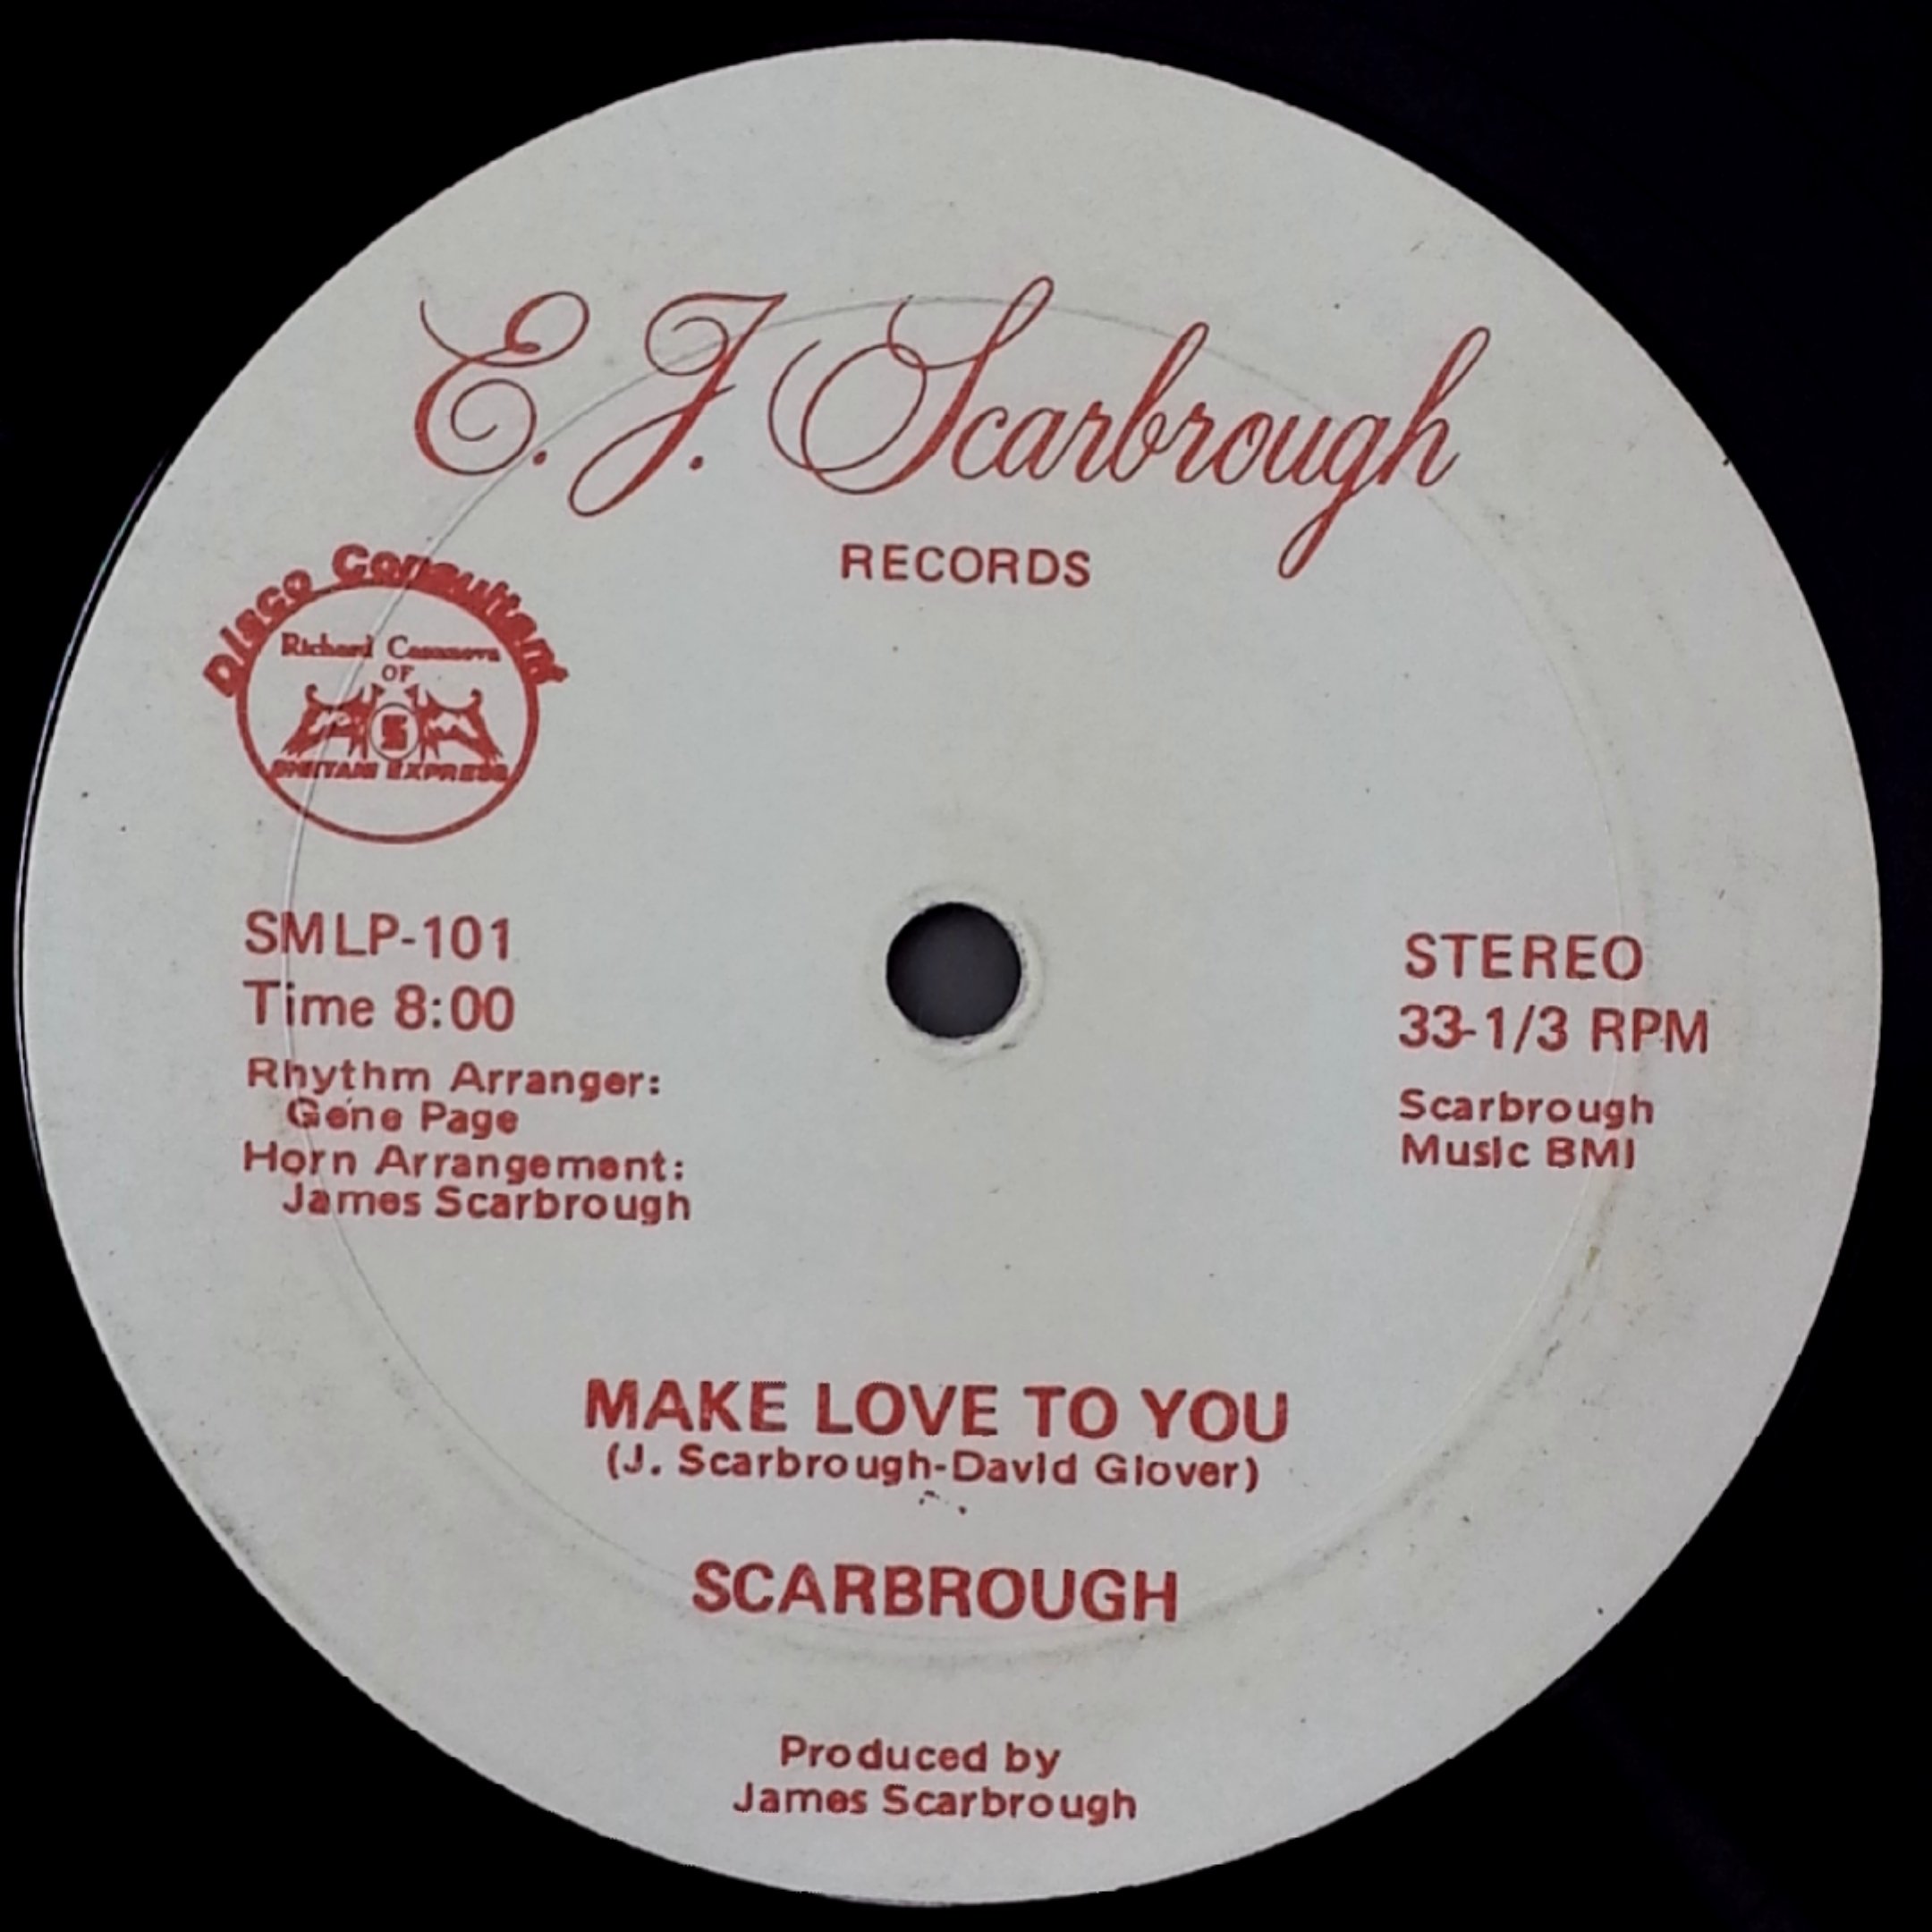 E. J. Scarbrough
RECORDS
Disco Consultant
Richard Casanova
OF
S
EXPRESS
SMLP-101
Time 8:00
Rhythm Arranger:
Gene Page
Horn Arrangement:
James Scarbrough
STEREO
33-1/3 RPM
Scarbrough
Music BMI
MAKE LOVE TO YOU
(J. Scarbrough-David Glover)
SCARBROUGH
Produced by
James Scarbrough